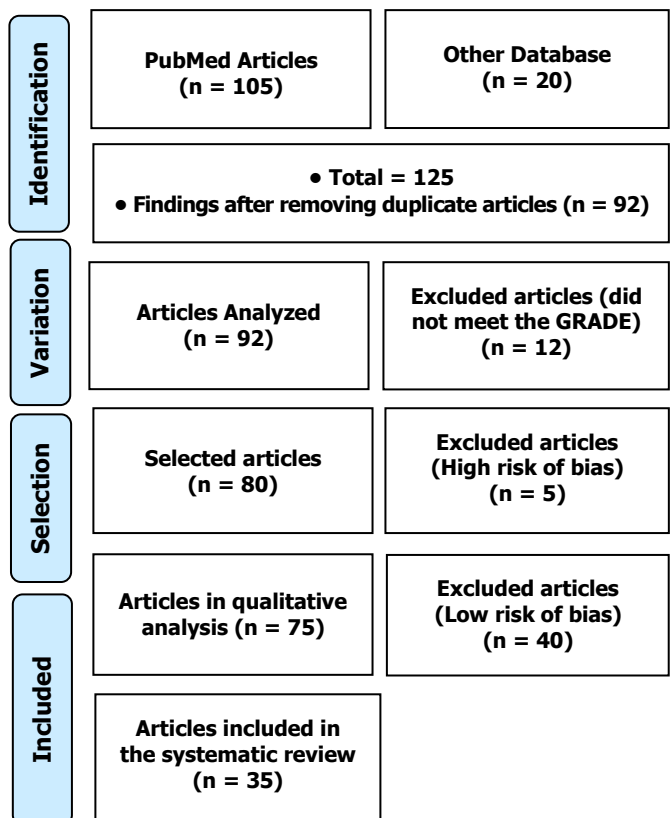 Identification
PubMed Articles
(n = 105)
Other Database
(n = 20)
• Total = 125
• Findings after removing duplicate articles (n = 92)
Variation
Articles Analyzed
(n = 92)
Excluded articles (did
not meet the GRADE)
(n = 12)
Selection
Selected articles
(n = 80)
Excluded articles
(High risk of bias)
(n = 5)
Included
Articles in qualitative
analysis (n = 75)
Excluded articles
(Low risk of bias)
(n = 40)
Articles included in
the systematic review
(n = 35)